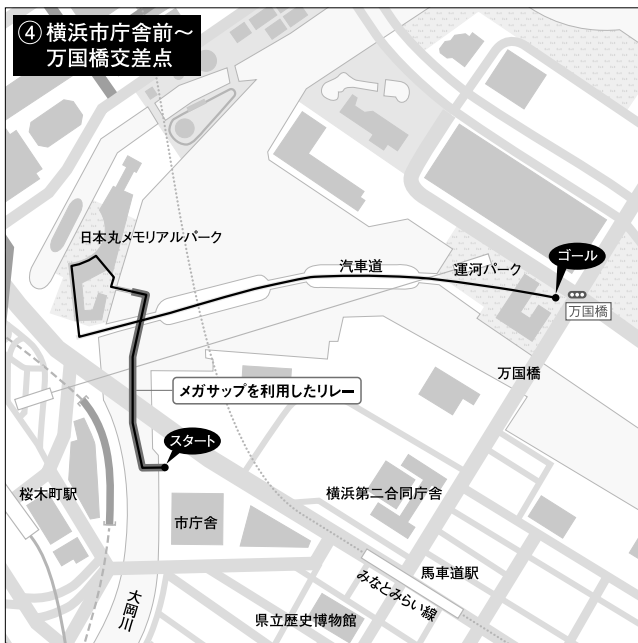 ④ 横浜市庁舎前～
万国橋交差点
日本丸メモリアルパーク
汽車道
運河パーク
ゴール
万国橋
万国橋
メガサップを利用したリレー
スタート
桜木町駅
市庁舎
横浜第二合同庁舎
馬車道駅
みなとみらい線
大岡川
県立歴史博物館